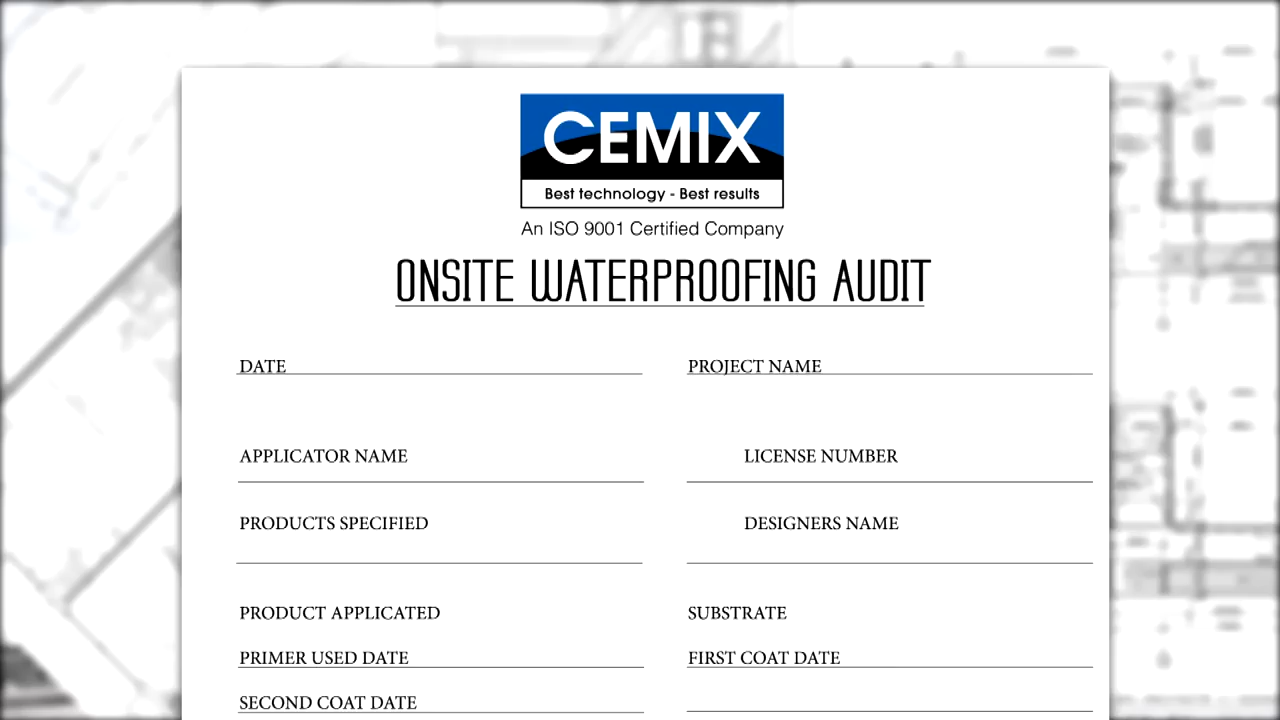 CEMIX
Best technology - Best results
An ISO 9001 Certified Company
ONSITE WATERPROOFING AUDIT
DATE
PROJECT NAME
APPLICATOR NAME
LICENSE NUMBER
PRODUCTS SPECIFIED
DESIGNERS NAME
PRODUCT APPLICATED
SUBSTRATE
PRIMER USED DATE
FIRST COAT DATE
SECOND COAT DATE